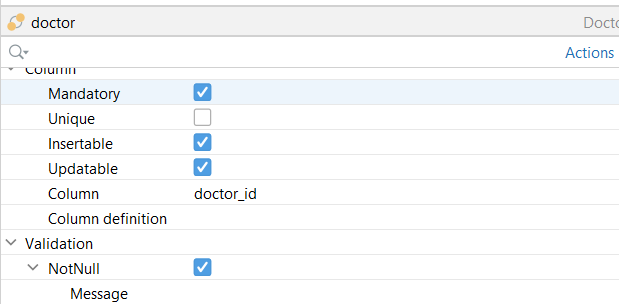 doctor Docto
Actions
Column
Mandatory
Unique
Insertable
Updatable
Column doctor_id
Column definition
Validation
NotNull
Message